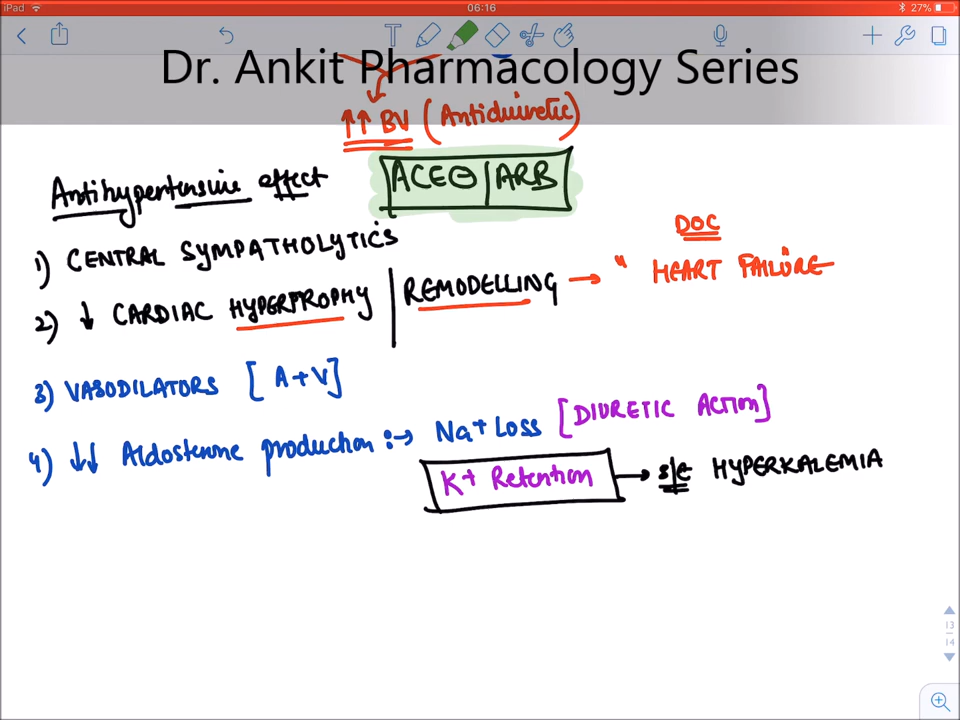 iPad 06:16 27%
Dr. Ankit Pharmacology Series
↑↑ BV (Antidiuretic)
ACE⊖ | ARB
Antihypertensive effect
1) CENTRAL SYMPATHOLYTICS
DOC
2) ↓ CARDIAC HYPERTROPHY | REMODELLING → " HEART FAILURE
3) VASODILATORS [A+V]
4) ↓↓ Aldosterone production :→ Na+ Loss [DIURETIC ACTION]
K+ Retention → s/e HYPERKALEMIA
13
14